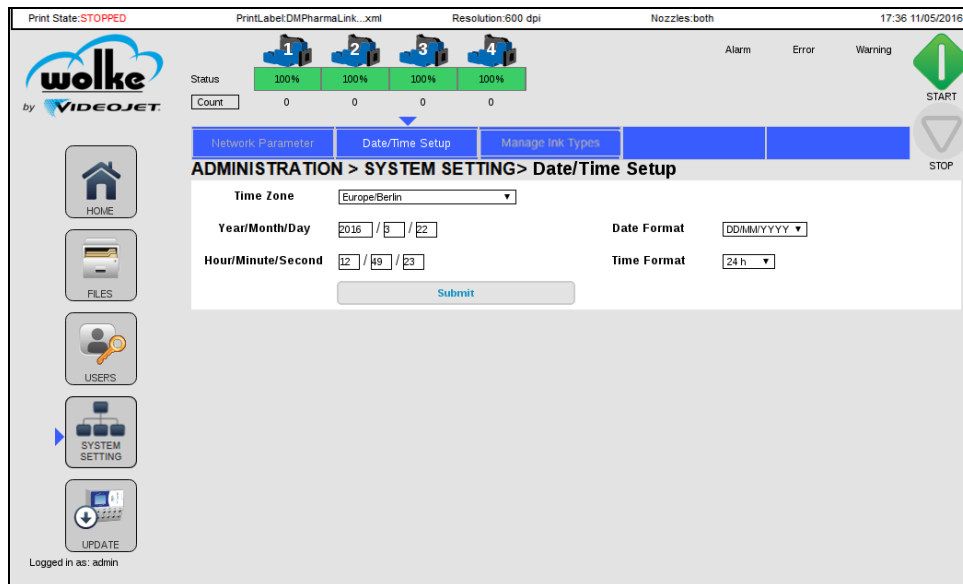 Print State:STOPPED PrintLabel:DMPharmaLink...xml Resolution:600 dpi Nozzles:both 17:36 11/05/2016
wolke
by VIDEOJET.
1 2 3 4
Alarm Error Warning
Status 100% 100% 100% 100%
Count 0 0 0 0
START
STOP
Network Parameter Date/Time Setup Manage Ink Types
ADMINISTRATION > SYSTEM SETTING> Date/Time Setup
Time Zone Europe/Berlin
Year/Month/Day 2016 / 3 / 22 Date Format DD/MM/YYYY
Hour/Minute/Second 12 / 49 / 23 Time Format 24 h
Submit
HOME
FILES
USERS
SYSTEM
SETTING
UPDATE
Logged in as: admin